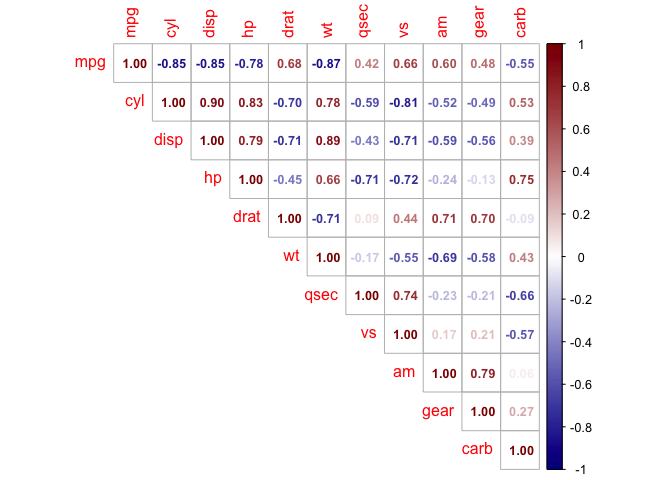 mpg cyl disp hp drat wt qsec vs am gear carb
mpg 1.00 -0.85 -0.85 -0.78 0.68 -0.87 0.42 0.66 0.60 0.48 -0.55
cyl 1.00 0.90 0.83 -0.70 0.78 -0.59 -0.81 -0.52 -0.49 0.53
disp 1.00 0.79 -0.71 0.89 -0.43 -0.71 -0.59 -0.56 0.39
hp 1.00 -0.45 0.66 -0.71 -0.72 -0.24 -0.13 0.75
drat 1.00 -0.71 0.09 0.44 0.71 0.70 -0.09
wt 1.00 -0.17 -0.55 -0.69 -0.58 0.43
qsec 1.00 0.74 -0.23 -0.21 -0.66
vs 1.00 0.17 0.21 -0.57
am 1.00 0.79 0.06
gear 1.00 0.27
carb 1.00
1
0.8
0.6
0.4
0.2
0
-0.2
-0.4
-0.6
-0.8
-1